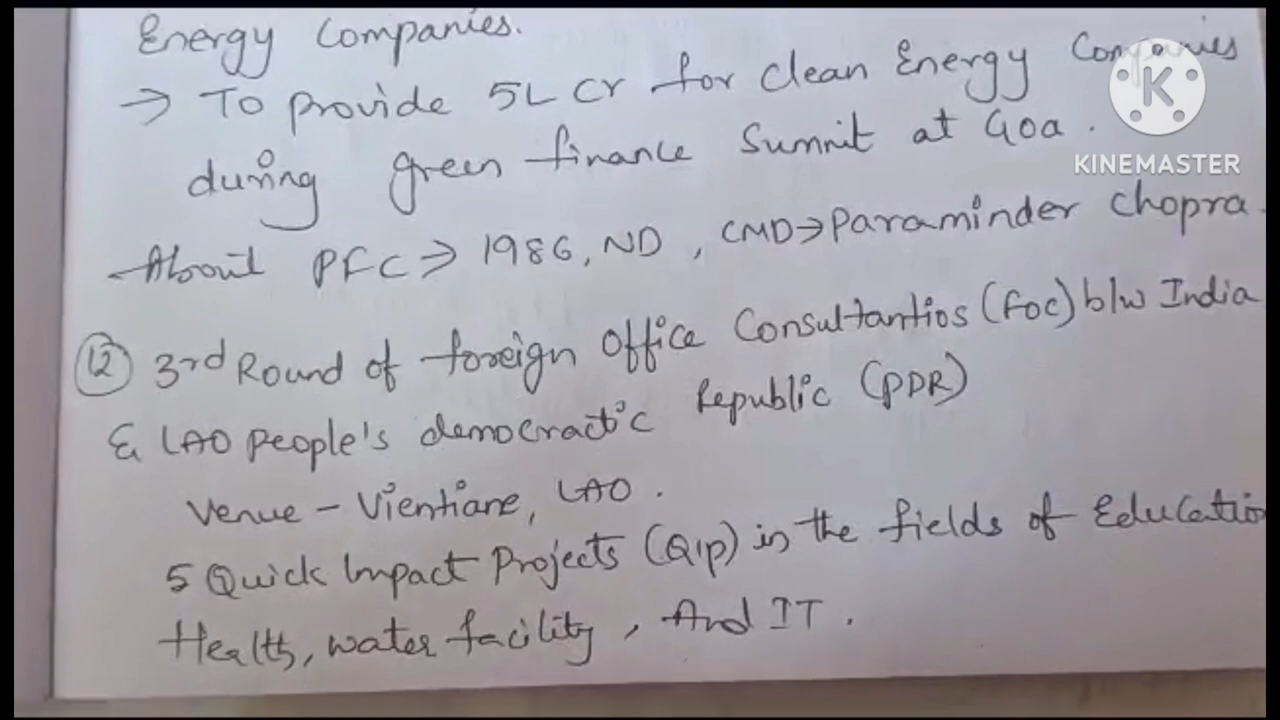 Energy Companies.
→ To provide 5L cr for clean Energy Companies
during green finance Summit at Goa.
About PFC → 1986, ND, CMD → Paraminder chopra.
K
KINEMASTER
(12) 3rd Round of foreign Office Consultantios (FOC) b/w India
& LAO people's democractic Republic (PDR)
Venue - Vientiane, LAO.
5 Quick Impact Projects (QIP) in the fields of Education
Health, water facility, And IT.